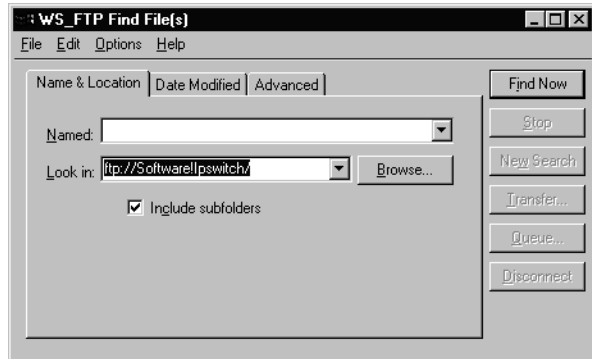 WS_FTP Find File(s)
File Edit Options Help
Name & Location Date Modified Advanced
Find Now
Named:
Stop
Look in: ftp://Software!Ipswitch/ Browse...
New Search
Include subfolders
Transfer...
Queue...
Disconnect